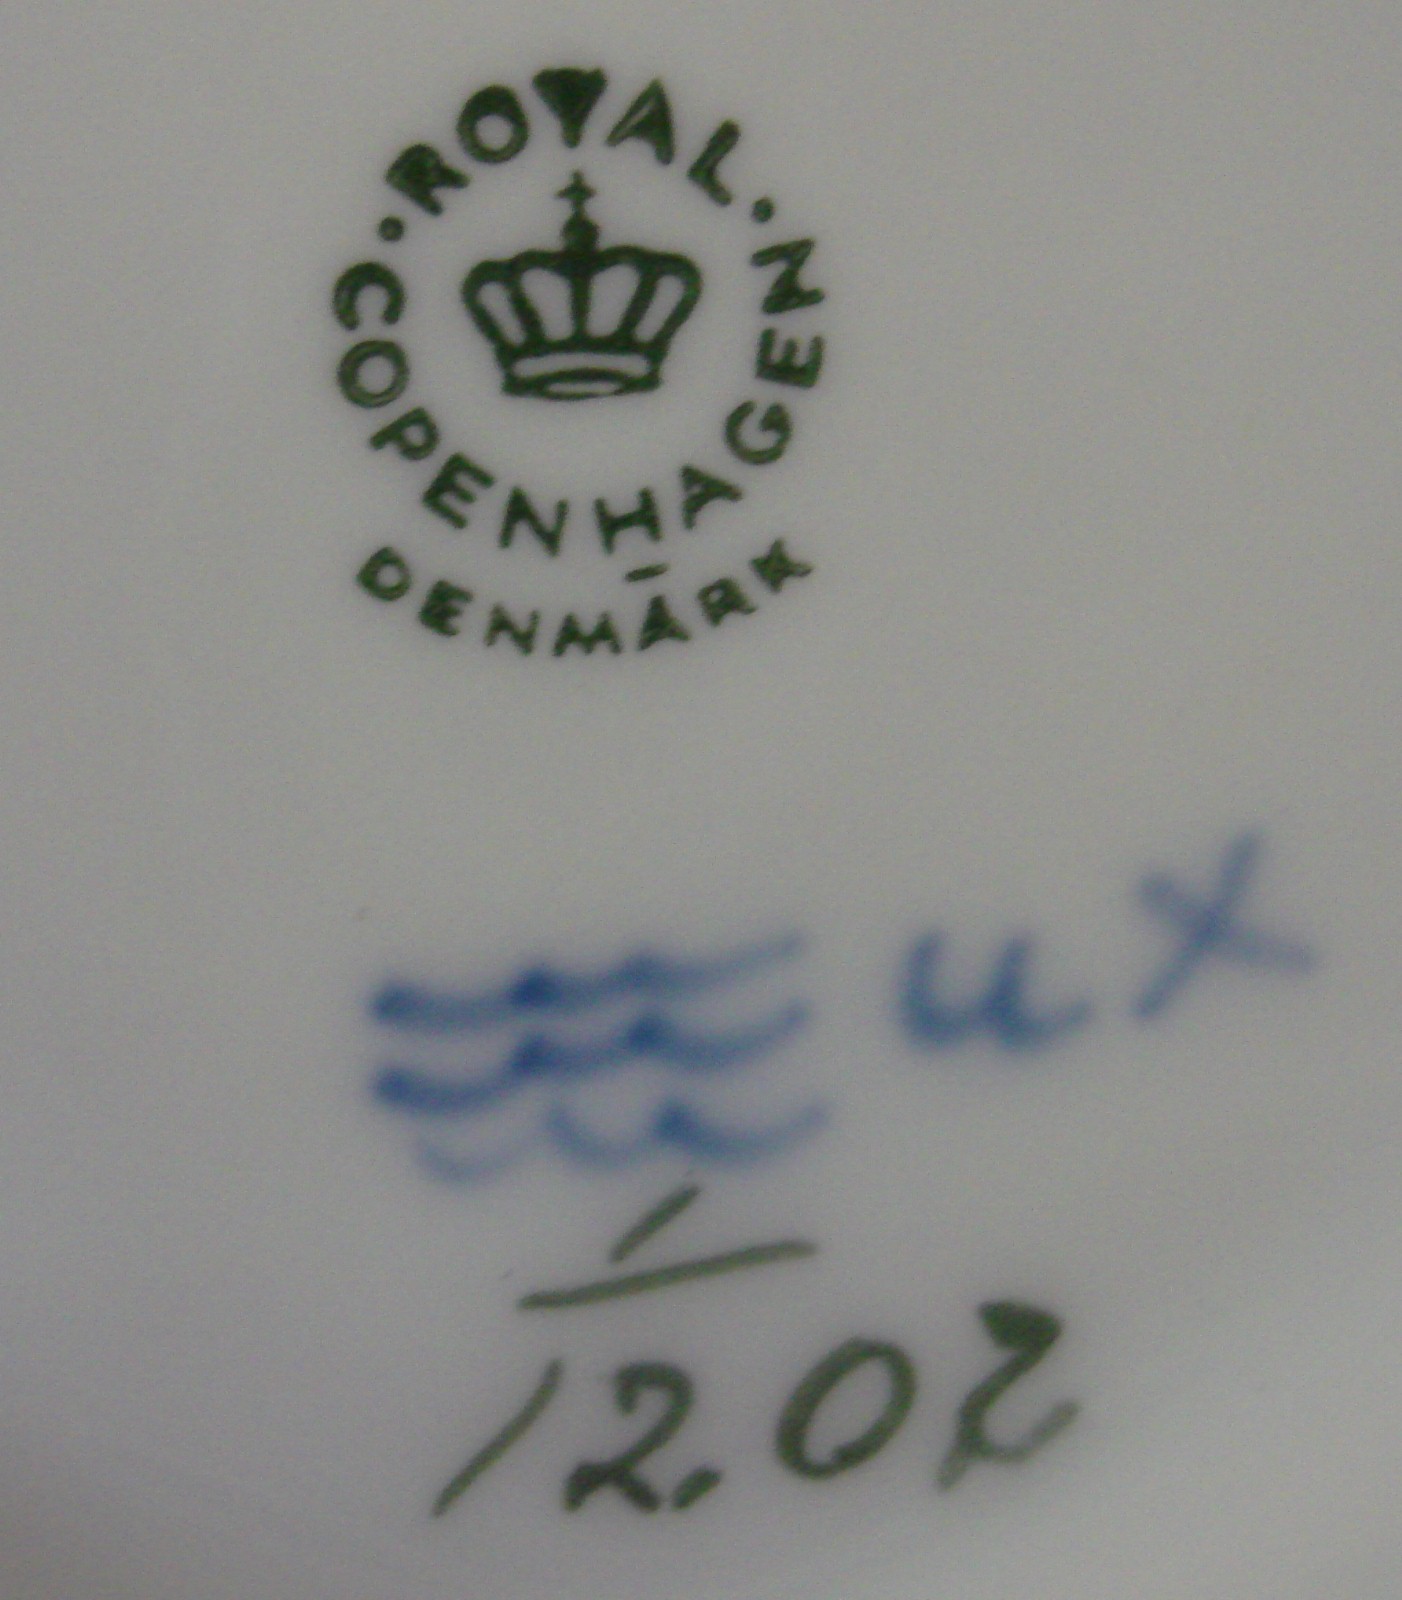 · ROYAL ·
COPENHAGEN
DENMARK
u X
1
1202